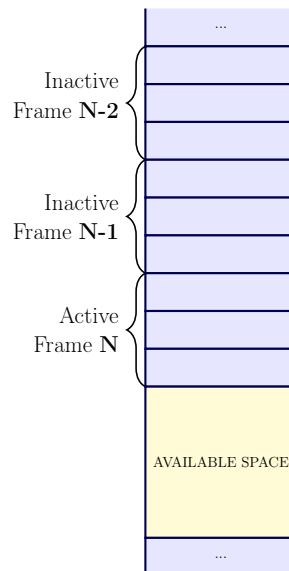 ...
Inactive
Frame N-2
Inactive
Frame N-1
Active
Frame N
AVAILABLE SPACE
...